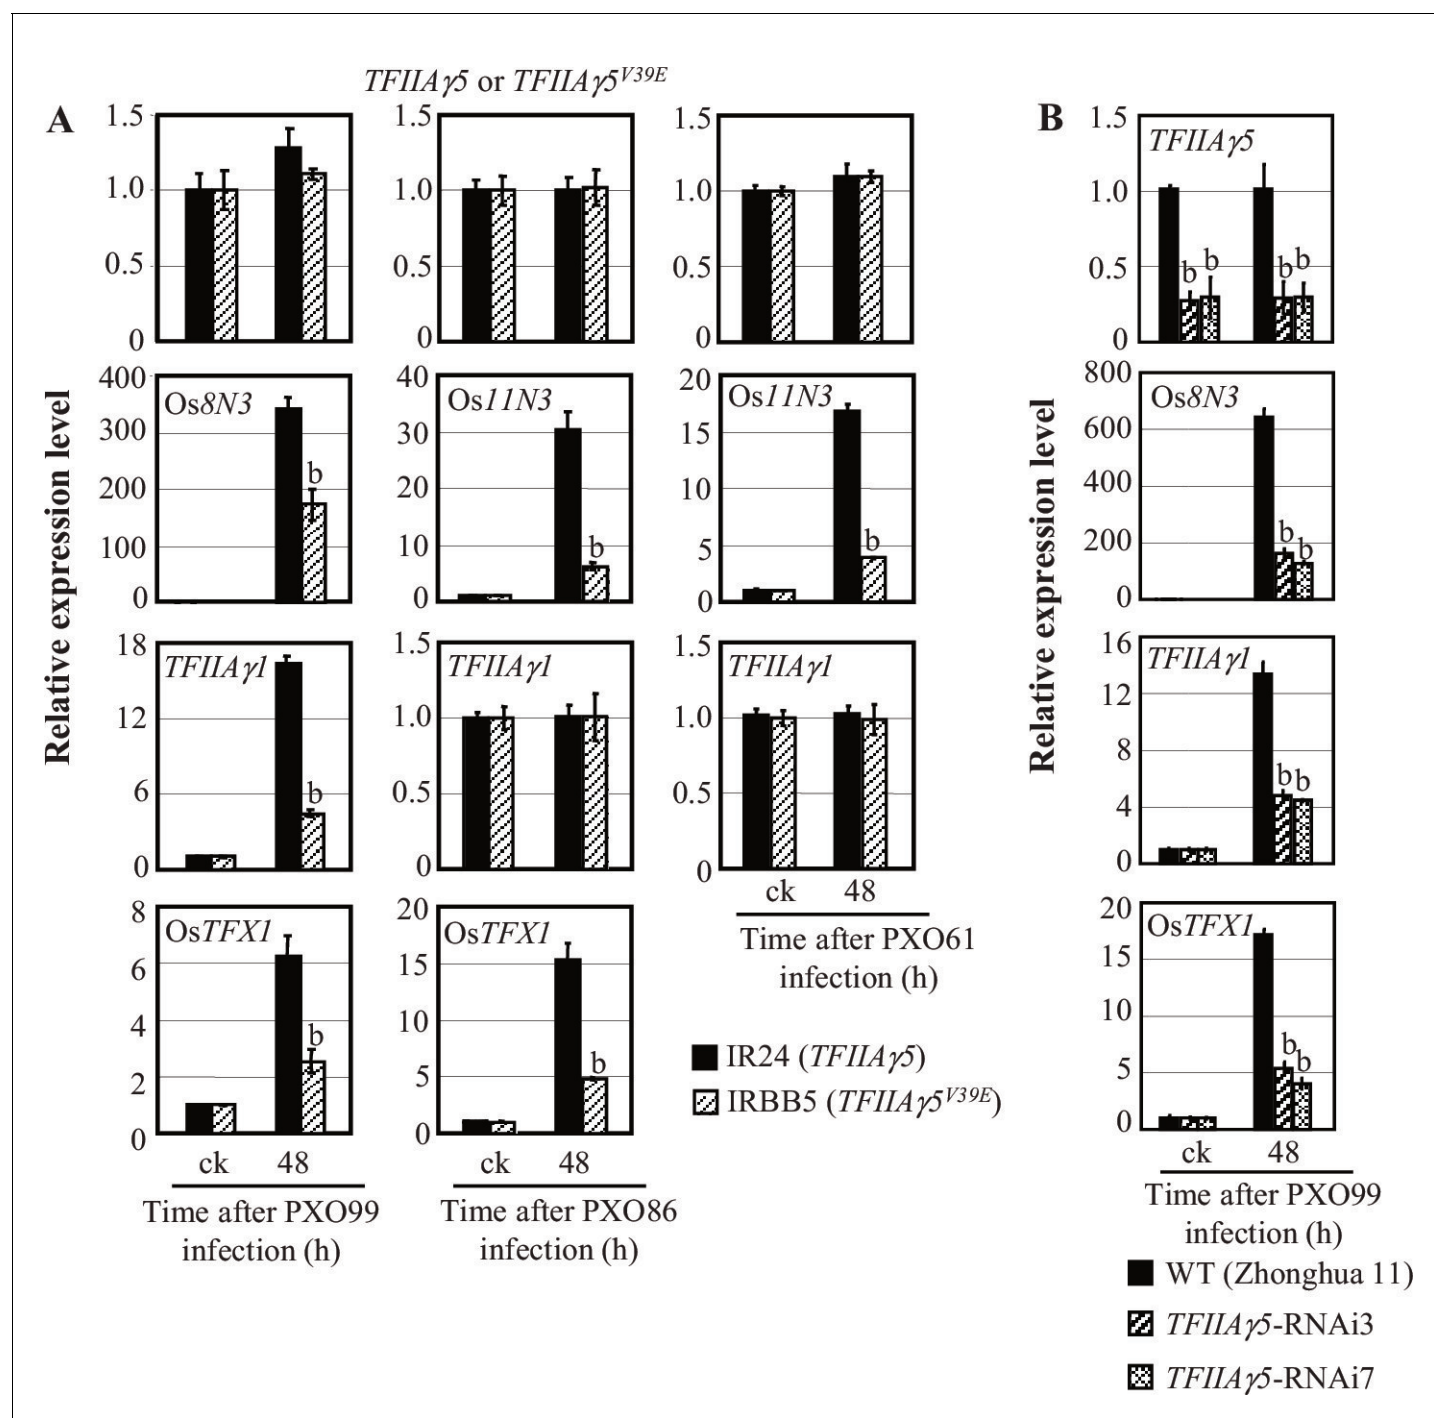 TFIIAγ5 or TFIIAγ5V39E
A
1.5
1.0
0.5
0
1.5
1.0
0.5
0
1.5
1.0
0.5
0
Relative expression level
Os8N3
400
300
200
100
0
b
Os11N3
40
30
20
10
0
b
Os11N3
20
15
10
5
0
b
TFIIAγ1
18
12
6
0
b
TFIIAγ1
1.5
1.0
0.5
0
TFIIAγ1
1.5
1.0
0.5
0
ck 48
Time after PXO61
infection (h)
OsTFX1
8
6
4
2
0
b
ck 48
Time after PXO99
infection (h)
OsTFX1
20
15
10
5
0
b
ck 48
Time after PXO86
infection (h)
IR24 (TFIIAγ5)
IRBB5 (TFIIAγ5V39E)
B
Relative expression level
TFIIAγ5
1.5
1.0
0.5
0
b b b b
Os8N3
800
600
400
200
0
b b
TFIIAγ1
16
12
8
4
0
b b
OsTFX1
20
15
10
5
0
b b
ck 48
Time after PXO99
infection (h)
WT (Zhonghua 11)
TFIIAγ5-RNAi3
TFIIAγ5-RNAi7